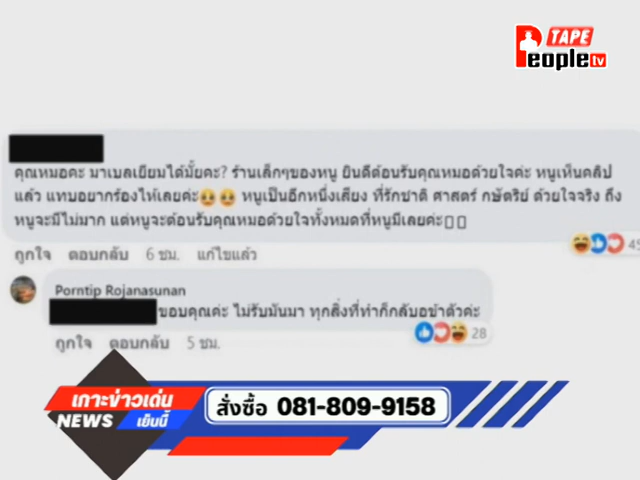 TAPE
People tv
คุณหมอคะ มาเบลเยียมได้มั้ยคะ? ร้านเล็กๆของหนู ยินดีต้อนรับคุณหมอด้วยใจค่ะ หนูเห็นคลิป
แล้ว แทบอยากร้องไห้เลยค่ะ🥺🥺 หนูเป็นอีกหนึ่งเสียง ที่รักชาติ ศาสตร์ กษัตริย์ ด้วยใจจริง ถึง
หนูจะมีไม่มาก แต่หนูจะต้อนรับคุณหมอด้วยใจทั้งหมดที่หนูมีเลยค่ะ
ถูกใจ ตอบกลับ 6 ชม. แก้ไขแล้ว 45
Porntip Rojanasunan
ขอบคุณค่ะ ไม่รับมันมา ทุกสิ่งที่ทำก็กลับอข้าตัวค่ะ
28
ถูกใจ ตอบกลับ 5 ชม.
เกาะข่าวเด่น
NEWS เย็นนี้
สั่งซื้อ 081-809-9158